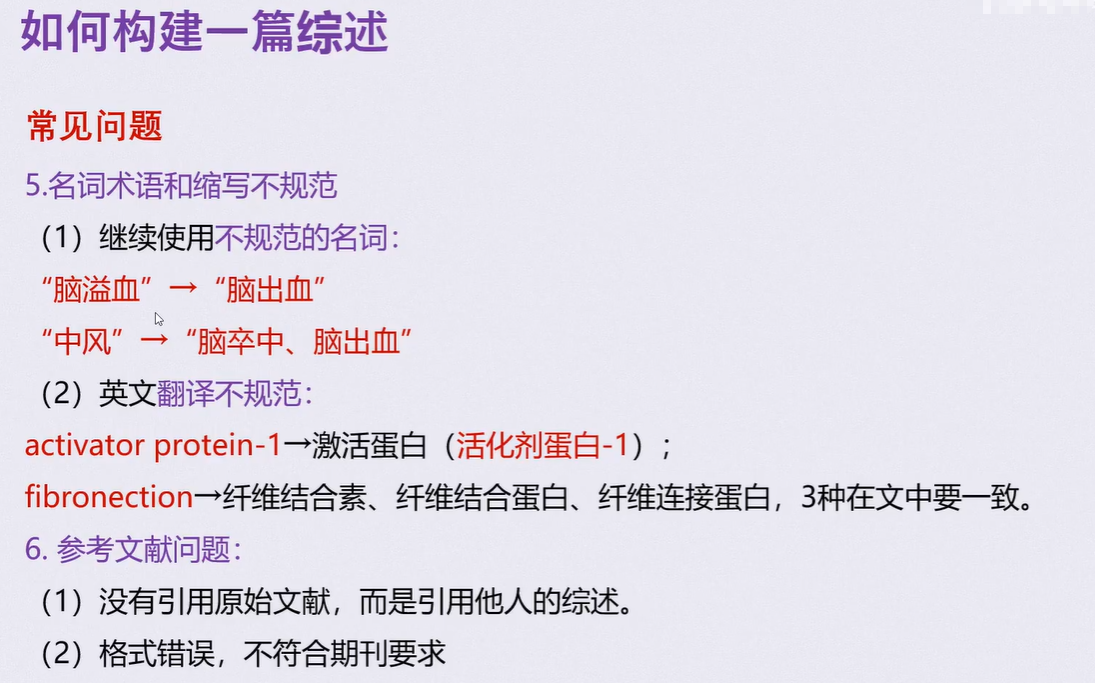 如何构建一篇综述
常见问题
5.名词术语和缩写不规范
（1）继续使用不规范的名词：
“脑溢血”→“脑出血”
“中风”→“脑卒中、脑出血”
（2）英文翻译不规范：
activator protein-1→激活蛋白（活化剂蛋白-1）；
fibronection→纤维结合素、纤维结合蛋白、纤维连接蛋白，3种在文中要一致。
6. 参考文献问题：
（1）没有引用原始文献，而是引用他人的综述。
（2）格式错误，不符合期刊要求